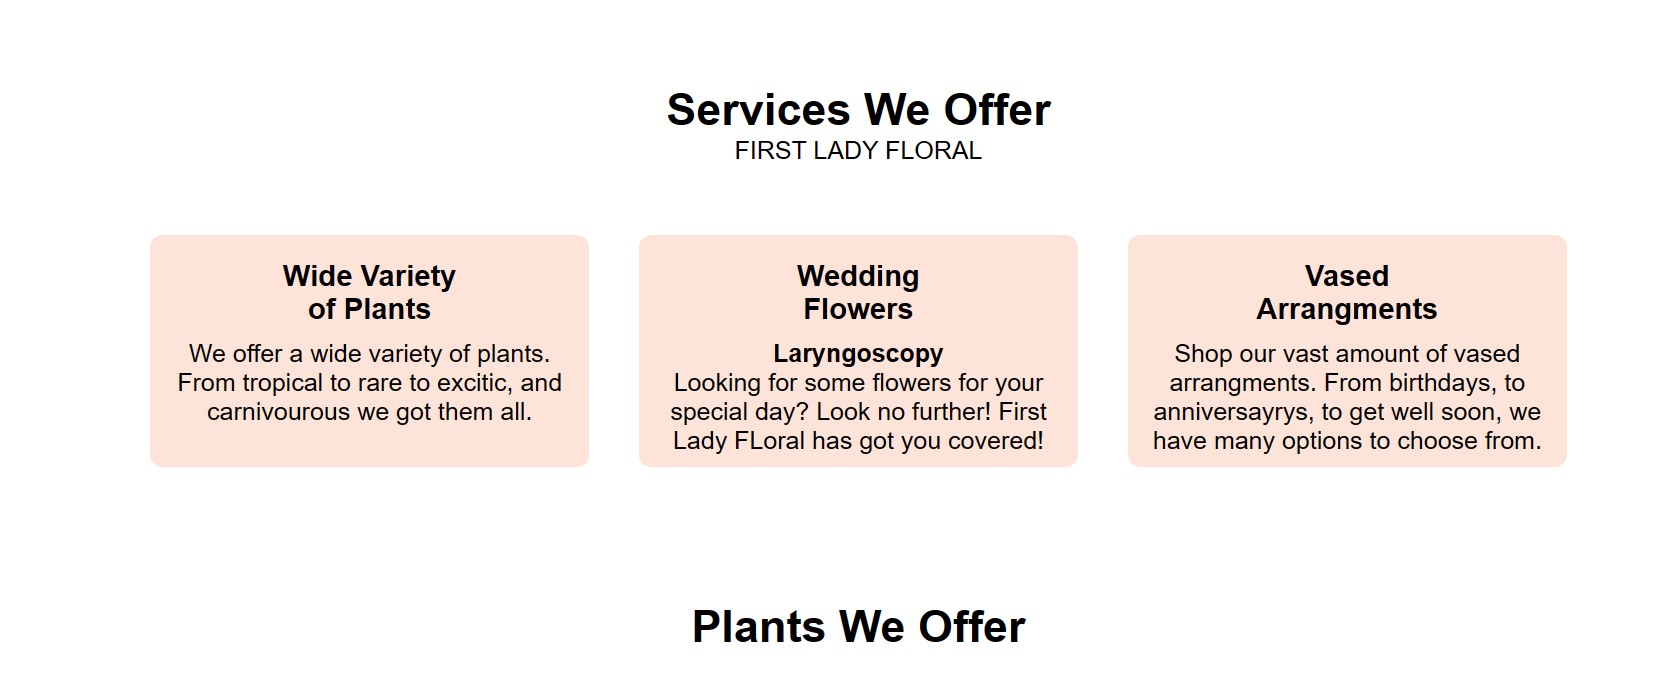 Services We Offer
FIRST LADY FLORAL
Wide Variety
of Plants
We offer a wide variety of plants.
From tropical to rare to excitic, and
carnivourous we got them all.
Wedding
Flowers
Laryngoscopy
Looking for some flowers for your
special day? Look no further! First
Lady FLoral has got you covered!
Vased
Arrangments
Shop our vast amount of vased
arrangments. From birthdays, to
anniversayrys, to get well soon, we
have many options to choose from.
Plants We Offer